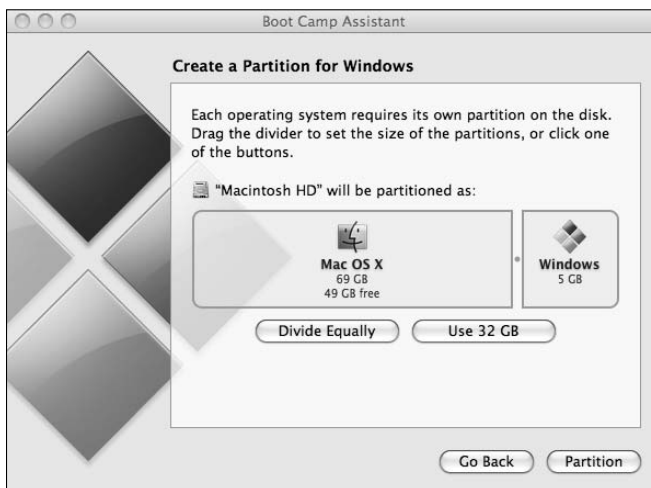 Boot Camp Assistant
Create a Partition for Windows
Each operating system requires its own partition on the disk.
Drag the divider to set the size of the partitions, or click one
of the buttons.
"Macintosh HD" will be partitioned as:
Mac OS X
69 GB
49 GB free
Windows
5 GB
Divide Equally
Use 32 GB
Go Back
Partition